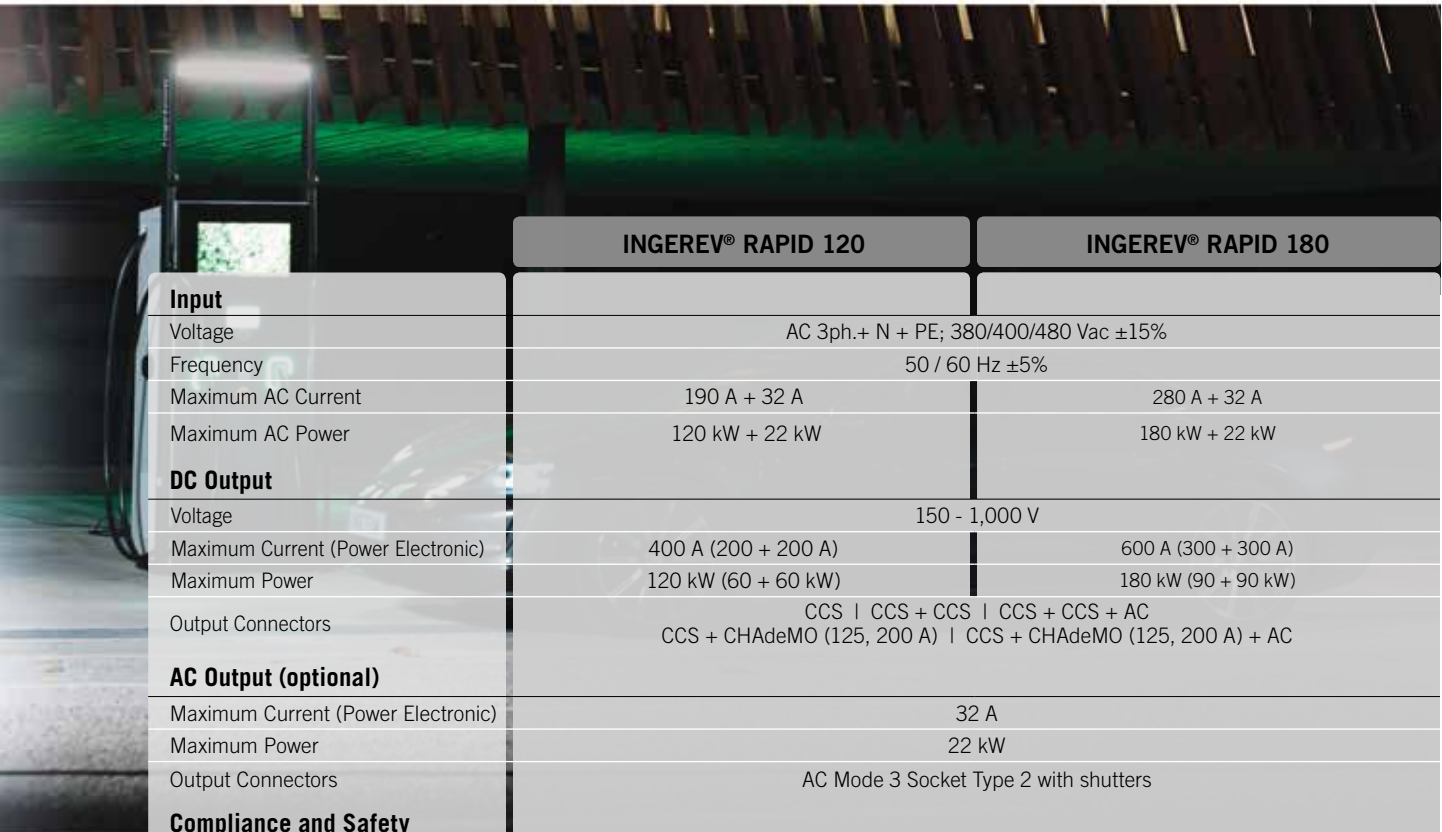 INGEREV® RAPID 120 INGEREV® RAPID 180
Input
Voltage AC 3ph.+ N + PE; 380/400/480 Vac ±15%
Frequency 50 / 60 Hz ±5%
Maximum AC Current 190 A + 32 A 280 A + 32 A
Maximum AC Power 120 kW + 22 kW 180 kW + 22 kW
DC Output
Voltage 150 - 1,000 V
Maximum Current (Power Electronic) 400 A (200 + 200 A) 600 A (300 + 300 A)
Maximum Power 120 kW (60 + 60 kW) 180 kW (90 + 90 kW)
Output Connectors CCS | CCS + CCS | CCS + CCS + AC
CCS + CHAdeMO (125, 200 A) | CCS + CHAdeMO (125, 200 A) + AC
AC Output (optional)
Maximum Current (Power Electronic) 32 A
Maximum Power 22 kW
Output Connectors AC Mode 3 Socket Type 2 with shutters
Compliance and Safety